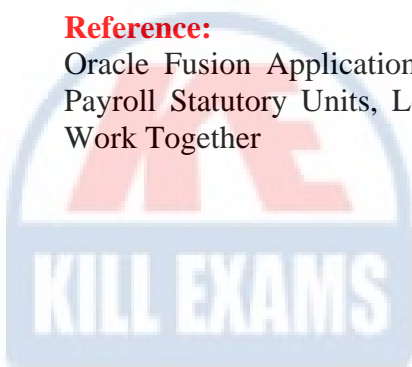 Reference:
Oracle Fusion Application
Payroll Statutory Units, L
Work Together
KILL EXAMS